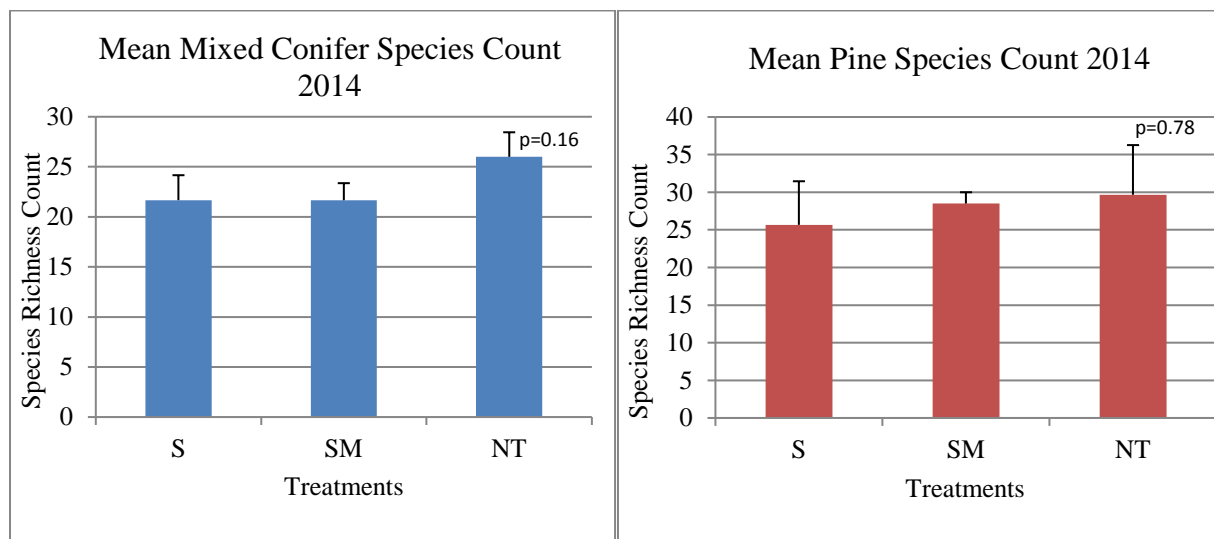 Mean Mixed Conifer Species Count
2014
Species Richness Count
30
25
20
15
10
5
0
p=0.16
S SM NT
Treatments
Mean Pine Species Count 2014
Species Richness Count
40
35
30
25
20
15
10
5
0
p=0.78
S SM NT
Treatments